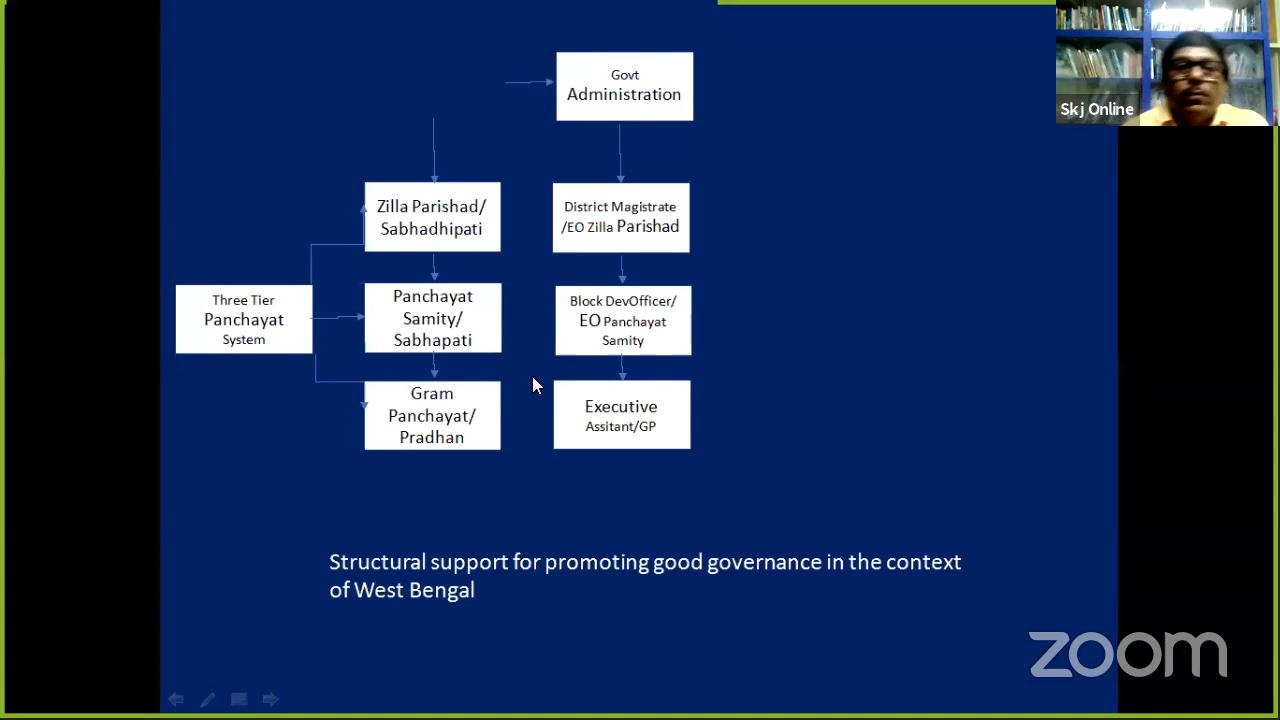 Govt
Administration
Skj Online
Zilla Parishad/
Sabhadhipati
District Magistrate
/EO Zilla Parishad
Three Tier
Panchayat
System
Panchayat
Samity/
Sabhapati
Block DevOfficer/
EO Panchayat
Samity
Gram
Panchayat/
Pradhan
Executive
Assitant/GP
Structural support for promoting good governance in the context
of West Bengal
zoom